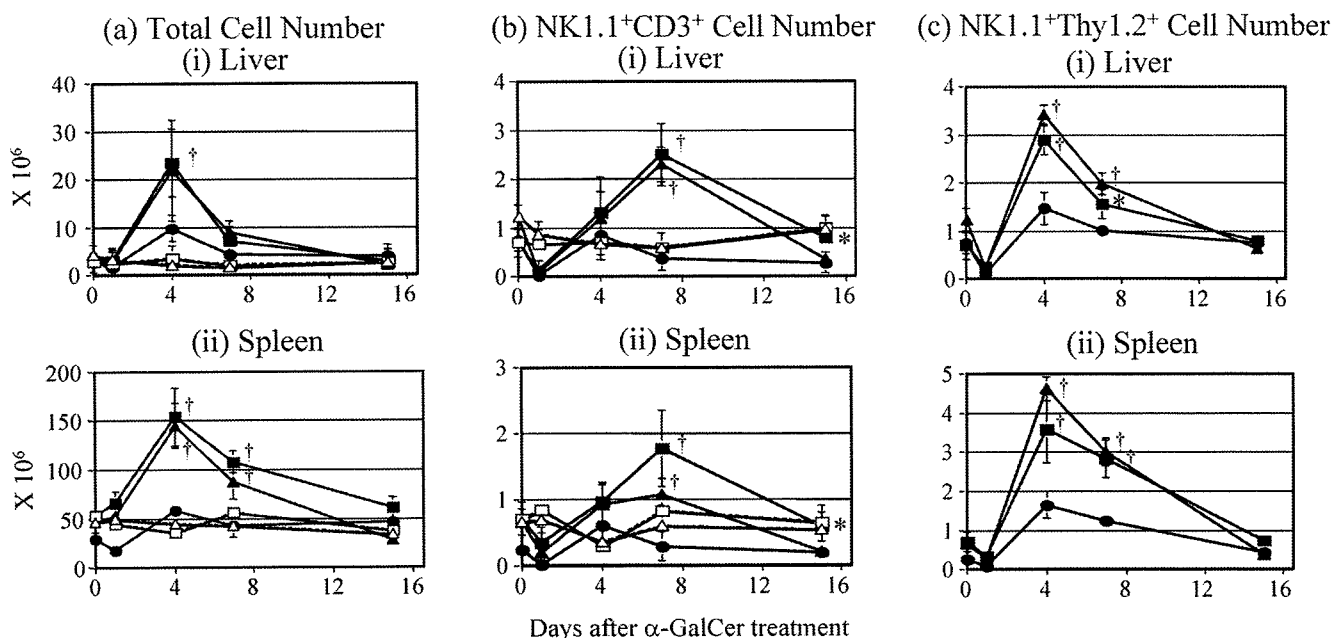 (a) Total Cell Number
(i) Liver
X 10⁶
40
30
20
10
0
0 4 8 12 16
†
(ii) Spleen
X 10⁶
200
150
100
50
0
0 4 8 12 16
†
†
†
†
(b) NK1.1⁺CD3⁺ Cell Number
(i) Liver
4
3
2
1
0
0 4 8 12 16
†
†
*
(ii) Spleen
3
2
1
0
0 4 8 12 16
†
†
*
Days after α-GalCer treatment
(c) NK1.1⁺Thy1.2⁺ Cell Number
(i) Liver
4
3
2
1
0
0 4 8 12 16
†
†
†
*
(ii) Spleen
5
4
3
2
1
0
0 4 8 12 16
†
†
†
†